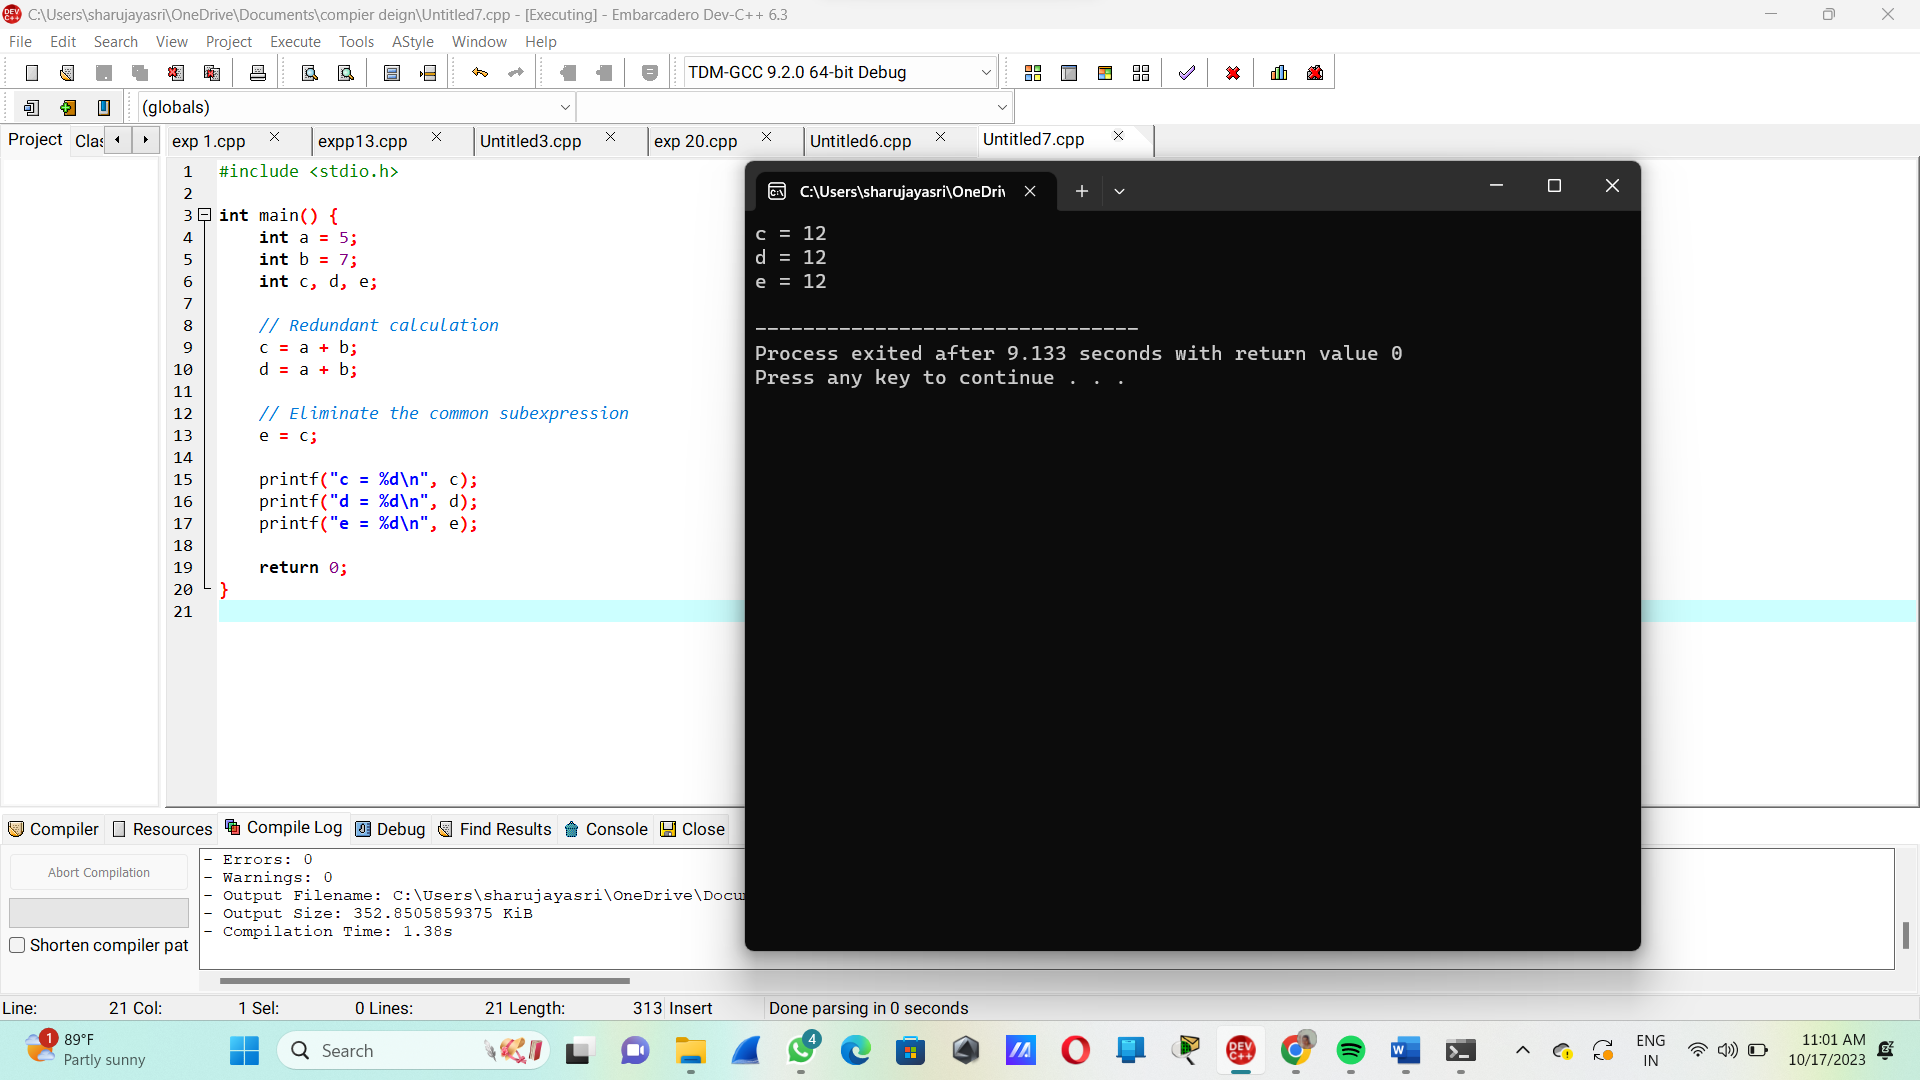 C:\Users\sharujayasri\OneDrive\Documents\compier deign\Untitled7.cpp - [Executing] - Embarcadero Dev-C++ 6.3
File Edit Search View Project Execute Tools AStyle Window Help
TDM-GCC 9.2.0 64-bit Debug
(globals)
Project Clas exp 1.cpp expp13.cpp Untitled3.cpp exp 20.cpp Untitled6.cpp Untitled7.cpp
1 #include <stdio.h>
2
3 int main() {
4 int a = 5;
5 int b = 7;
6 int c, d, e;
7
8 // Redundant calculation
9 c = a + b;
10 d = a + b;
11
12 // Eliminate the common subexpression
13 e = c;
14
15 printf("c = %d\n", c);
16 printf("d = %d\n", d);
17 printf("e = %d\n", e);
18
19 return 0;
20 }
21
C:\Users\sharujayasri\OneDriv
c = 12
d = 12
e = 12
--------------------------------
Process exited after 9.133 seconds with return value 0
Press any key to continue . . .
Compiler Resources Compile Log Debug Find Results Console Close
Abort Compilation
Shorten compiler pat
- Errors: 0
- Warnings: 0
- Output Filename: C:\Users\sharujayasri\OneDrive\Docu
- Output Size: 352.8505859375 KiB
- Compilation Time: 1.38s
Line: 21 Col: 1 Sel: 0 Lines: 21 Length: 313 Insert Done parsing in 0 seconds
1
89°F
Partly sunny
Search
4
DEV C++
ENG
IN
11:01 AM
10/17/2023